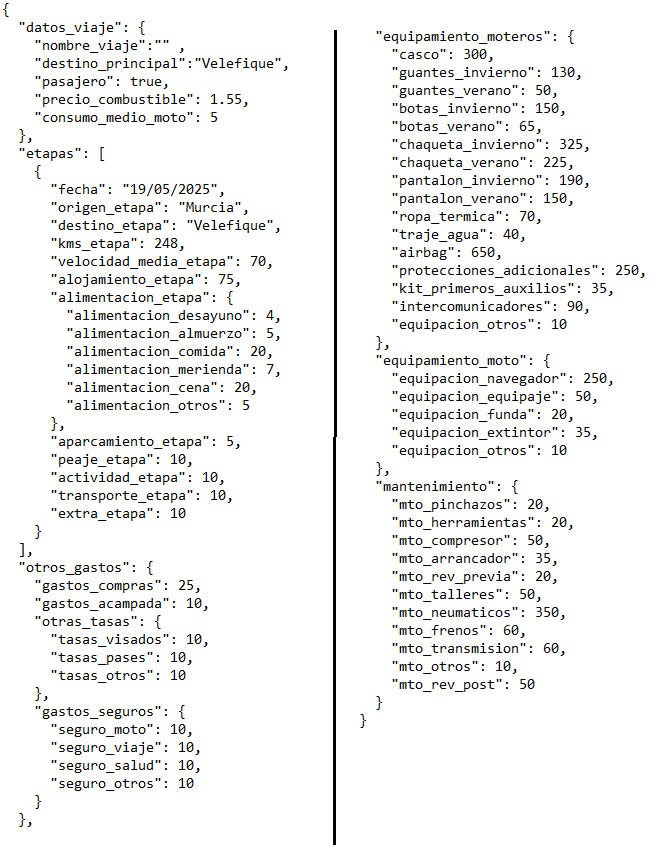 {
  "datos_viaje": {
    "nombre_viaje":"" ,
    "destino_principal":"Velefique",
    "pasajero": true,
    "precio_combustible": 1.55,
    "consumo_medio_moto": 5
  },
  "etapas": [
    {
      "fecha": "19/05/2025",
      "origen_etapa": "Murcia",
      "destino_etapa": "Velefique",
      "kms_etapa": 248,
      "velocidad_media_etapa": 70,
      "alojamiento_etapa": 75,
      "alimentacion_etapa": {
        "alimentacion_desayuno": 4,
        "alimentacion_almuerzo": 5,
        "alimentacion_comida": 20,
        "alimentacion_merienda": 7,
        "alimentacion_cena": 20,
        "alimentacion_otros": 5
      },
      "aparcamiento_etapa": 5,
      "peaje_etapa": 10,
      "actividad_etapa": 10,
      "transporte_etapa": 10,
      "extra_etapa": 10
    }
  ],
  "otros_gastos": {
    "gastos_compras": 25,
    "gastos_acampada": 10,
    "otras_tasas": {
      "tasas_visados": 10,
      "tasas_pases": 10,
      "tasas_otros": 10
    },
    "gastos_seguros": {
      "seguro_moto": 10,
      "seguro_viaje": 10,
      "seguro_salud": 10,
      "seguro_otros": 10
    }
  },
  "equipamiento_moteros": {
    "casco": 300,
    "guantes_invierno": 130,
    "guantes_verano": 50,
    "botas_invierno": 150,
    "botas_verano": 65,
    "chaqueta_invierno": 325,
    "chaqueta_verano": 225,
    "pantalon_invierno": 190,
    "pantalon_verano": 150,
    "ropa_termica": 70,
    "traje_agua": 40,
    "airbag": 650,
    "protecciones_adicionales": 250,
    "kit_primeros_auxilios": 35,
    "intercomunicadores": 90,
    "equipacion_otros": 10
  },
  "equipamiento_moto": {
    "equipacion_navegador": 250,
    "equipacion_equipaje": 50,
    "equipacion_funda": 20,
    "equipacion_extintor": 35,
    "equipacion_otros": 10
  },
  "mantenimiento": {
    "mto_pinchazos": 20,
    "mto_herramientas": 20,
    "mto_compresor": 50,
    "mto_arrancador": 35,
    "mto_rev_previa": 20,
    "mto_talleres": 50,
    "mto_neumaticos": 350,
    "mto_frenos": 60,
    "mto_transmision": 60,
    "mto_otros": 10,
    "mto_rev_post": 50
  }
}